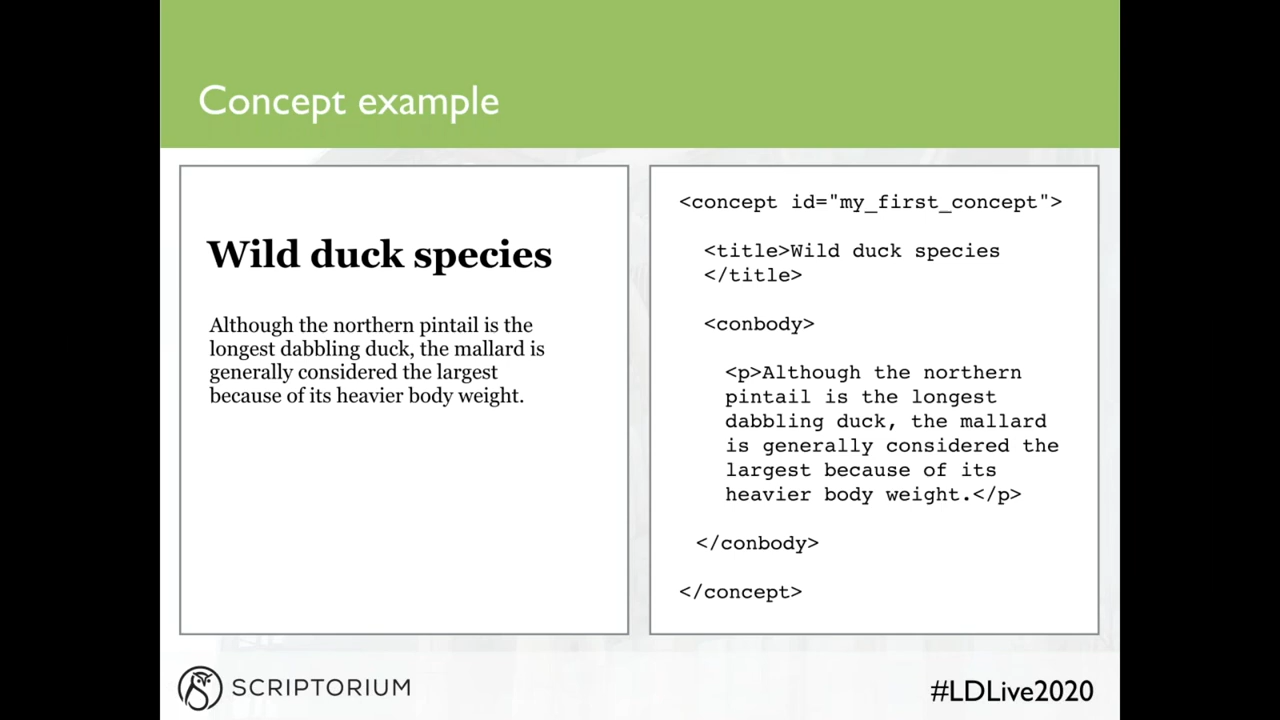 Concept example
Wild duck species
Although the northern pintail is the
longest dabbling duck, the mallard is
generally considered the largest
because of its heavier body weight.
<concept id="my_first_concept">
<title>Wild duck species
</title>
<conbody>
<p>Although the northern
pintail is the longest
dabbling duck, the mallard
is generally considered the
largest because of its
heavier body weight.</p>
</conbody>
</concept>
SCRIPTORIUM
#LDLive2020